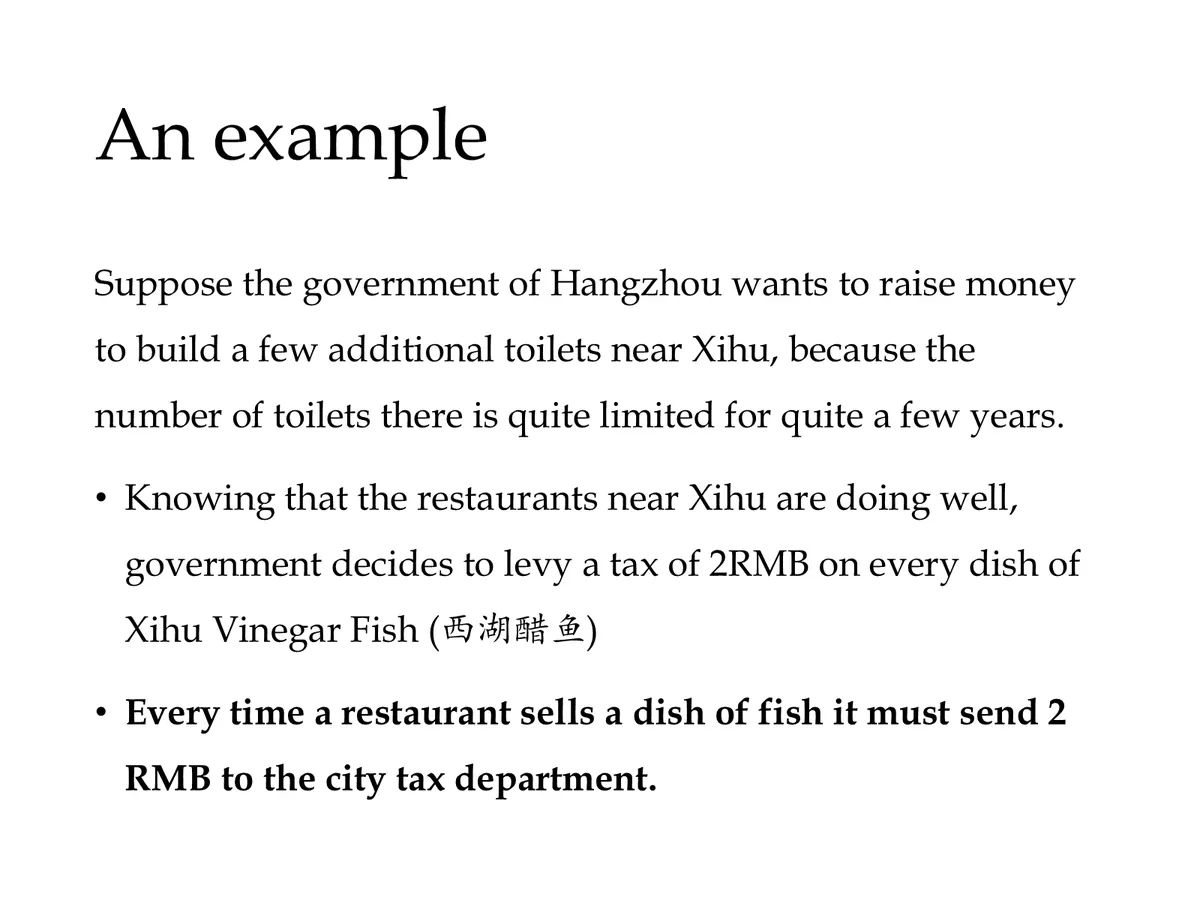 An example
Suppose the government of Hangzhou wants to raise money
to build a few additional toilets near Xihu, because the
number of toilets there is quite limited for quite a few years.
• Knowing that the restaurants near Xihu are doing well,
government decides to levy a tax of 2RMB on every dish of
Xihu Vinegar Fish (西湖醋鱼)
• Every time a restaurant sells a dish of fish it must send 2
RMB to the city tax department.